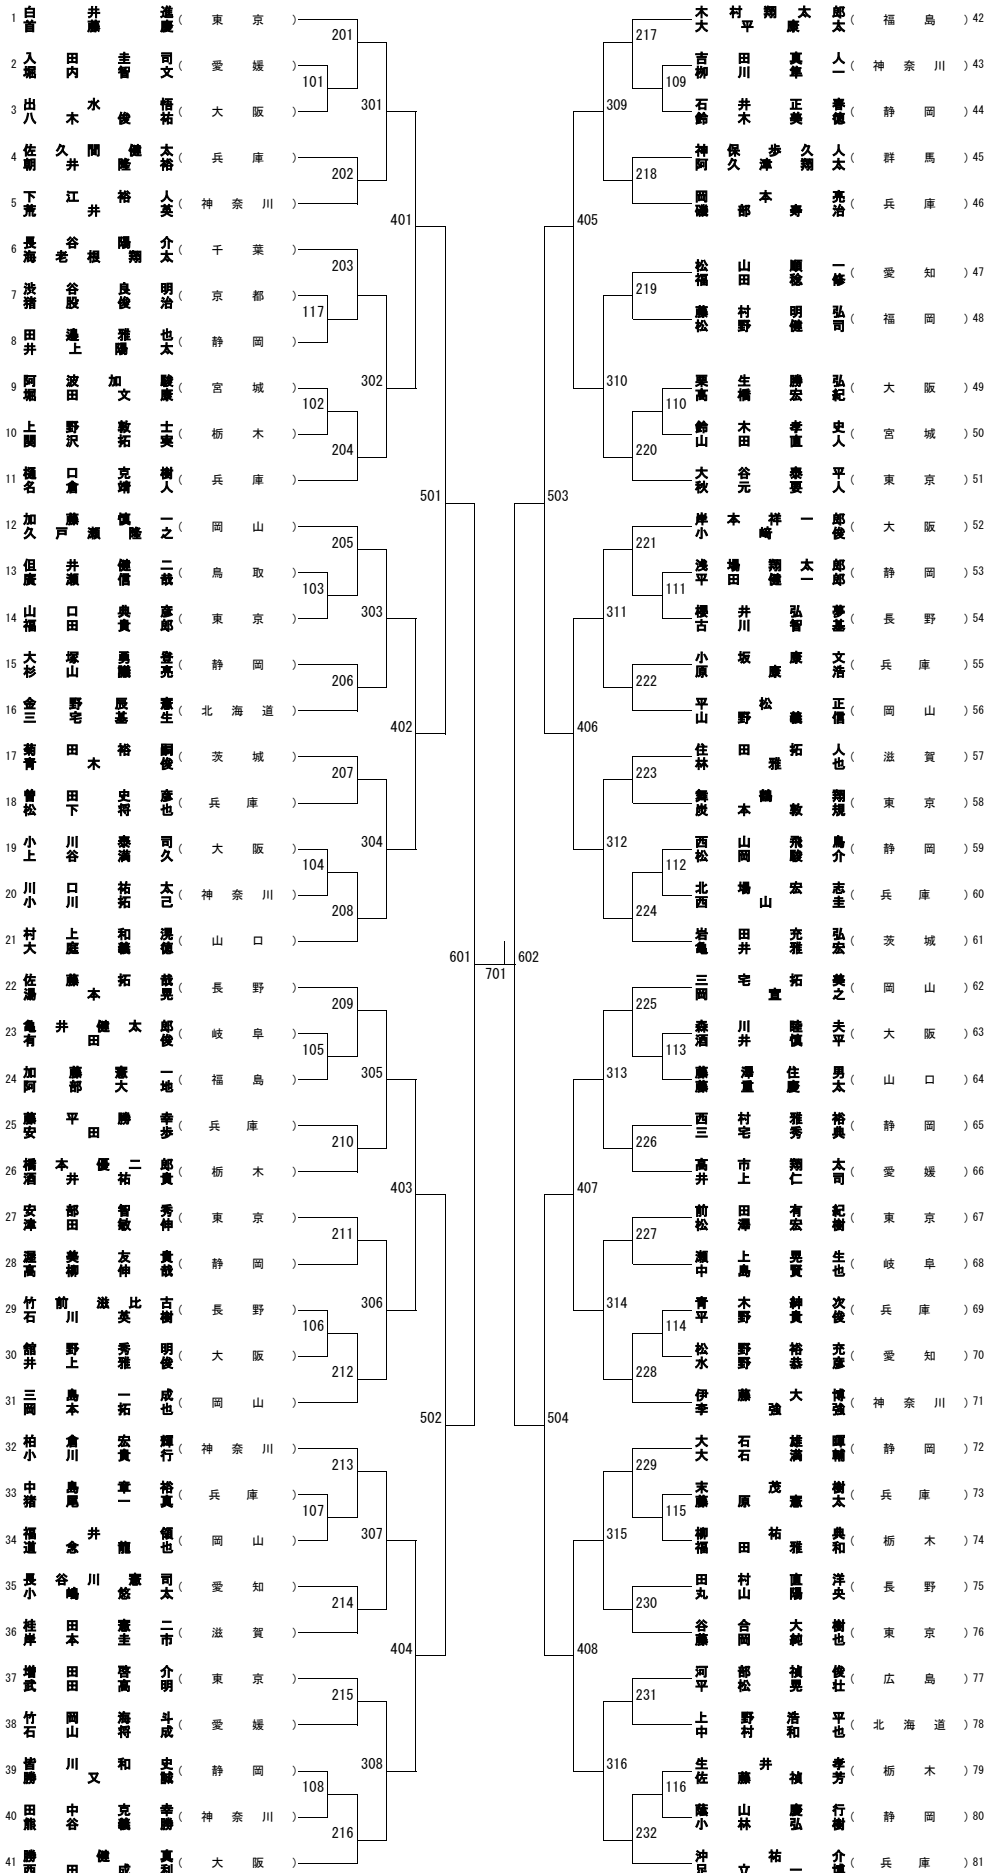 1 白井 進 (東京)
首藤 慶
201
2 入田 圭司 (愛媛)
堀内 智文
101
3 出水 悟 (大阪)
八木 俊祐
301
4 佐久間 健太 (兵庫)
朝井 隆裕
202
5 下江 裕人 (神奈川)
荒井 英
401
6 長谷 陽介 (千葉)
海老根 翔太
203
7 渋谷 良明 (京都)
猪股 俊治
117
8 田邉 雅也 (静岡)
井上 陽太
302
9 阿波加 駿 (宮城)
堀田 文康
102
10 上野 敦士 (栃木)
関沢 拓実
204
11 樋口 克樹 (兵庫)
名倉 靖人
501
12 加藤 慎一 (岡山)
久戸瀬 隆之
205
13 但井 健二 (鳥取)
廣瀬 信哉
103
14 山口 典彦 (東京)
福田 貴郎
303
15 大塚 勇登 (静岡)
杉山 議亮
206
16 金野 辰憲 (北海道)
三宅 基生
402
17 菊田 裕嗣 (茨城)
青木 俊
207
18 曽田 史彦 (兵庫)
松下 将也
304
19 小川 泰司 (大阪)
上谷 満久
104
20 川口 祐太 (神奈川)
小川 拓己
208
21 村上 和滉 (山口)
大庭 義徳
601
701
22 佐藤 拓哉 (長野)
湯本 晃
209
23 亀井 健太郎 (岐阜)
有田 俊
105
24 加藤 憲一 (福島)
阿部 大地
305
25 藤平 勝幸 (兵庫)
安田 歩
210
26 橋本 優二郎 (栃木)
酒井 祐貴
403
27 安部 智秀 (東京)
津田 敏伸
211
28 渥美 友貴 (静岡)
高柳 伸哉
306
29 竹前 滋比古 (長野)
石川 英樹
106
30 舘野 秀明 (大阪)
井上 雅俊
212
31 三島 一成 (岡山)
岡本 拓也
502
32 柏倉 宏輝 (神奈川)
小川 貴行
213
33 中島 章裕 (兵庫)
猪尾 一真
107
34 福井 領 (岡山)
道念 龍也
307
35 長谷川 憲司 (愛知)
小嶋 悠太
214
36 桂田 憲二 (滋賀)
岸本 圭市
404
37 増田 啓介 (東京)
武田 高明
215
38 竹岡 海斗 (愛媛)
石山 将成
308
39 皆川 和史 (静岡)
勝又 誠
108
40 田中 克幸 (神奈川)
熊谷 義勝
216
41 勝 健真 (大阪)
西田 成利
木村 翔太郎 (福島) 42
大平 康太
217
吉田 真人 (神奈川) 43
柳川 隼一
109
石井 正春 (静岡) 44
鈴木 美徳
309
神保 歩久人 (群馬) 45
阿久津 翔太
218
岡本 亮 (兵庫) 46
磯部 寿治
405
松山 順一 (愛知) 47
福田 稔修
219
藤村 明弘 (福岡) 48
松野 健司
310
栗生 勝弘 (大阪) 49
高橋 宏紀
110
鈴木 孝史 (宮城) 50
山田 直人
220
大谷 泰平 (東京) 51
秋元 要人
503
岸本 祥一郎 (大阪) 52
小﨑 俊
221
浅場 翔太郎 (静岡) 53
平田 健一郎
111
櫻井 弘夢 (長野) 54
古川 智基
311
小坂 康文 (兵庫) 55
原 康浩
222
平松 正 (岡山) 56
山野 義信
406
住田 拓人 (滋賀) 57
林 雅也
223
舞鶴 翔 (東京) 58
炭本 敦規
312
西山 飛鳥 (静岡) 59
松岡 駿介
112
北場 宏志 (兵庫) 60
西山 圭
224
岩田 充弘 (茨城) 61
亀井 雅宏
602
三宅 拓美 (岡山) 62
岡 宣之
225
森川 陸夫 (大阪) 63
酒井 慎平
113
藤澤 住男 (山口) 64
藤重 慶太
313
西村 雅裕 (静岡) 65
三宅 秀典
226
高市 翔太 (愛媛) 66
井上 仁司
407
前田 有紀 (東京) 67
松澤 宏樹
227
瀬上 晃生 (岐阜) 68
中島 賢也
314
青木 紳次 (兵庫) 69
平野 貴俊
114
松野 裕充 (愛知) 70
水野 恭彦
228
伊藤 大博 (神奈川) 71
李 強強
504
大石 雄暉 (静岡) 72
大石 満輔
229
末 茂樹 (兵庫) 73
藤原 憲太
115
柳 祐典 (栃木) 74
福田 雅和
315
田村 直洋 (長野) 75
丸山 陽央
230
谷合 大樹 (東京) 76
藤岡 純也
408
河部 禎俊 (広島) 77
平松 晃壮
231
上野 浩平 (北海道) 78
中村 和也
316
生井 孝 (栃木) 79
佐藤 禎芳
116
蔭山 慶行 (静岡) 80
小林 弘樹
232
沖 祐介 (兵庫) 81
足立 一博